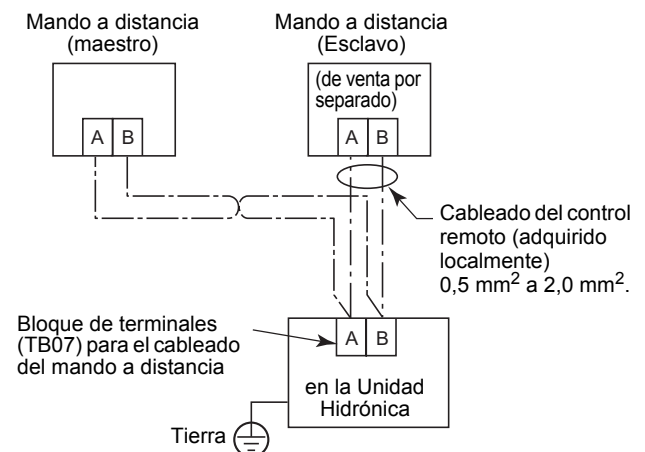 Mando a distancia
(maestro)
Mando a distancia
(Esclavo)
(de venta por
separado)
A B
A B
Cableado del control
remoto (adquirido
localmente)
0,5 mm² a 2,0 mm².
Bloque de terminales
(TB07) para el cableado
del mando a distancia
A B
en la Unidad
Hidrónica
Tierra